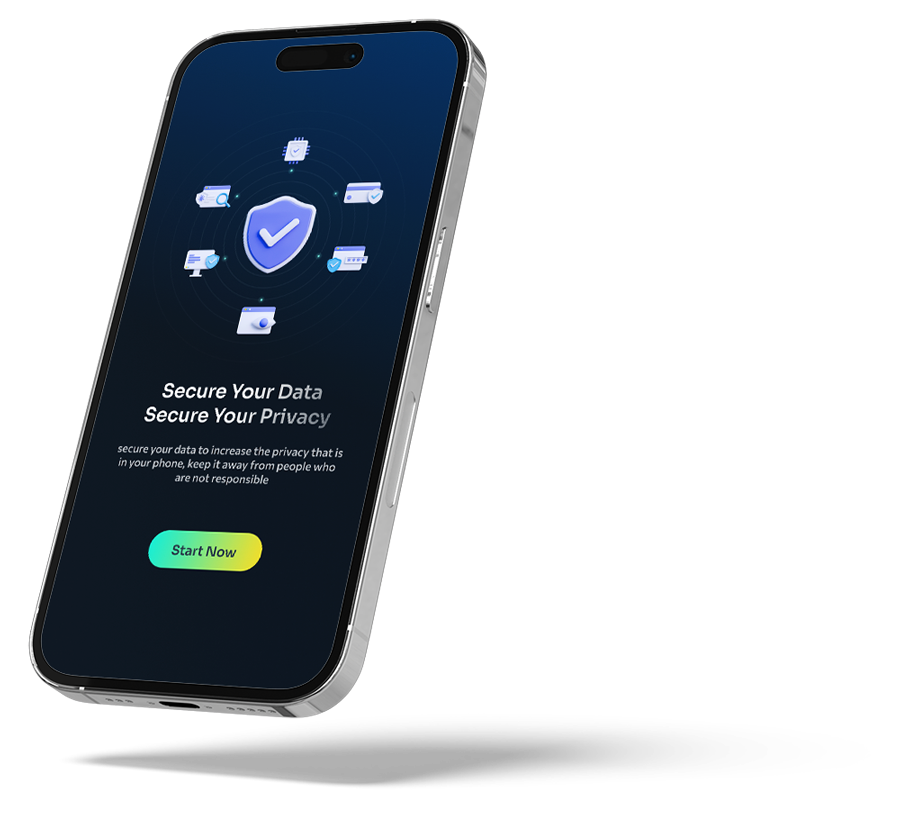 Secure Your Data
Secure Your Privacy
secure your data to increase the privacy that is
in your phone, keep it away from people who
are not responsible
Start Now